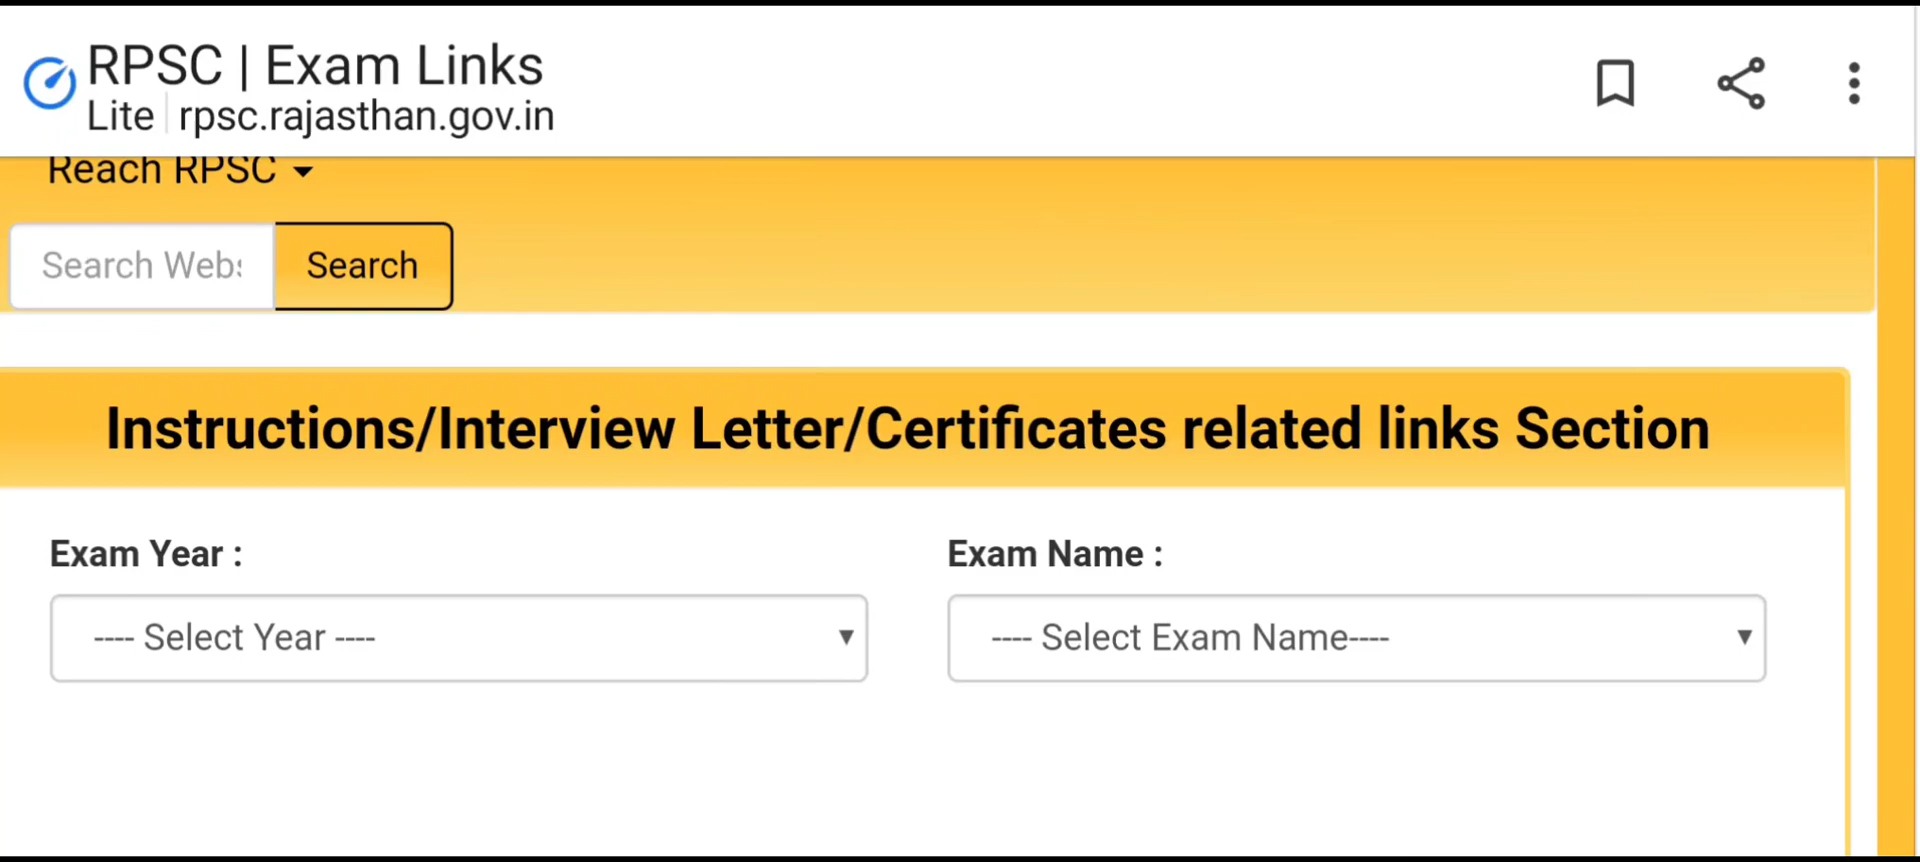 RPSC | Exam Links
Lite rpsc.rajasthan.gov.in
Reach RPSC
Search Webs
Search
Instructions/Interview Letter/Certificates related links Section
Exam Year :
Exam Name :
---- Select Year ----
---- Select Exam Name----